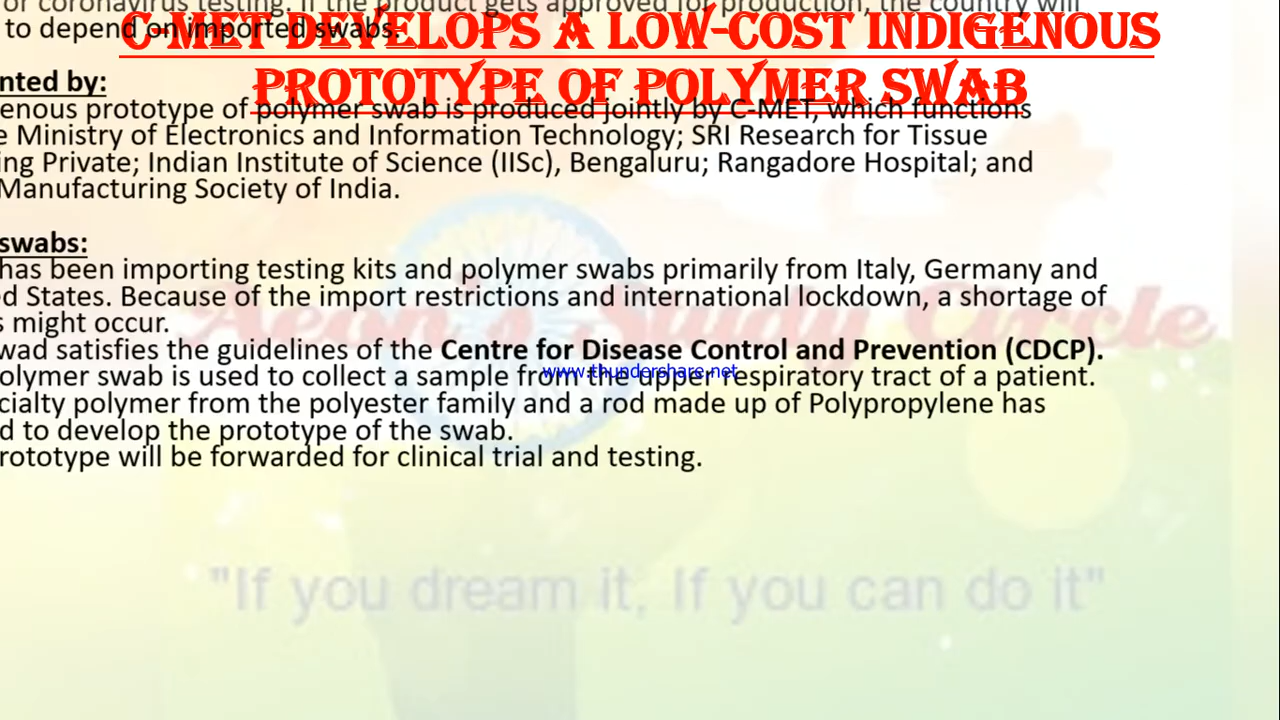 or coronavirus testing. If the product gets approved for production, the country will
to depend on imported swabs.
C-MET DEVELOPS A LOW-COST INDIGENOUS
PROTOTYPE OF POLYMER SWAB
nted by:
enous prototype of polymer swab is produced jointly by C-MET, which functions
e Ministry of Electronics and Information Technology; SRI Research for Tissue
ing Private; Indian Institute of Science (IISc), Bengaluru; Rangadore Hospital; and
Manufacturing Society of India.
swabs:
has been importing testing kits and polymer swabs primarily from Italy, Germany and
d States. Because of the import restrictions and international lockdown, a shortage of
s might occur.
wad satisfies the guidelines of the Centre for Disease Control and Prevention (CDCP).
olymer swab is used to collect a sample from the upper respiratory tract of a patient.
www.thundershare.net
cialty polymer from the polyester family and a rod made up of Polypropylene has
d to develop the prototype of the swab.
rototype will be forwarded for clinical trial and testing.
Aeon's Study Circle
"If you dream it, If you can do it"